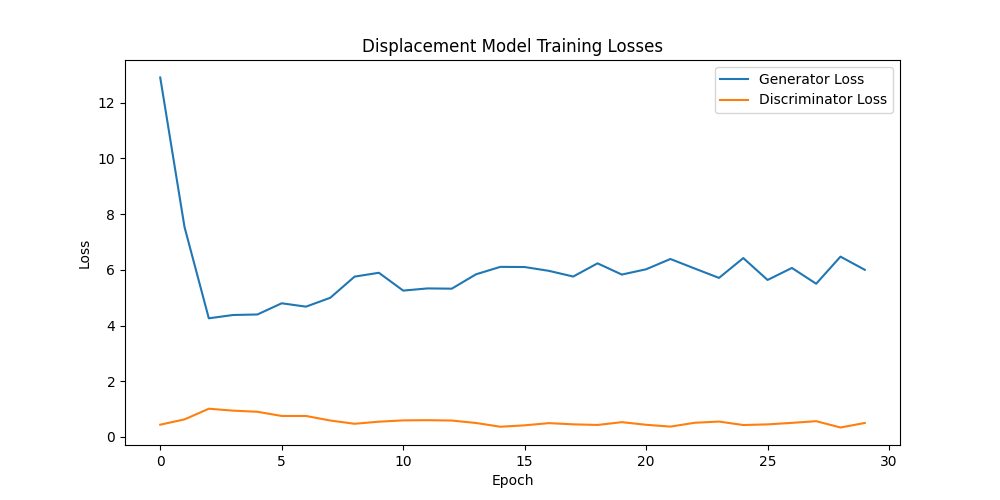 Displacement Model Training Losses
Generator Loss
Discriminator Loss
12
10
8
6
4
2
0
Loss
0 5 10 15 20 25 30
Epoch